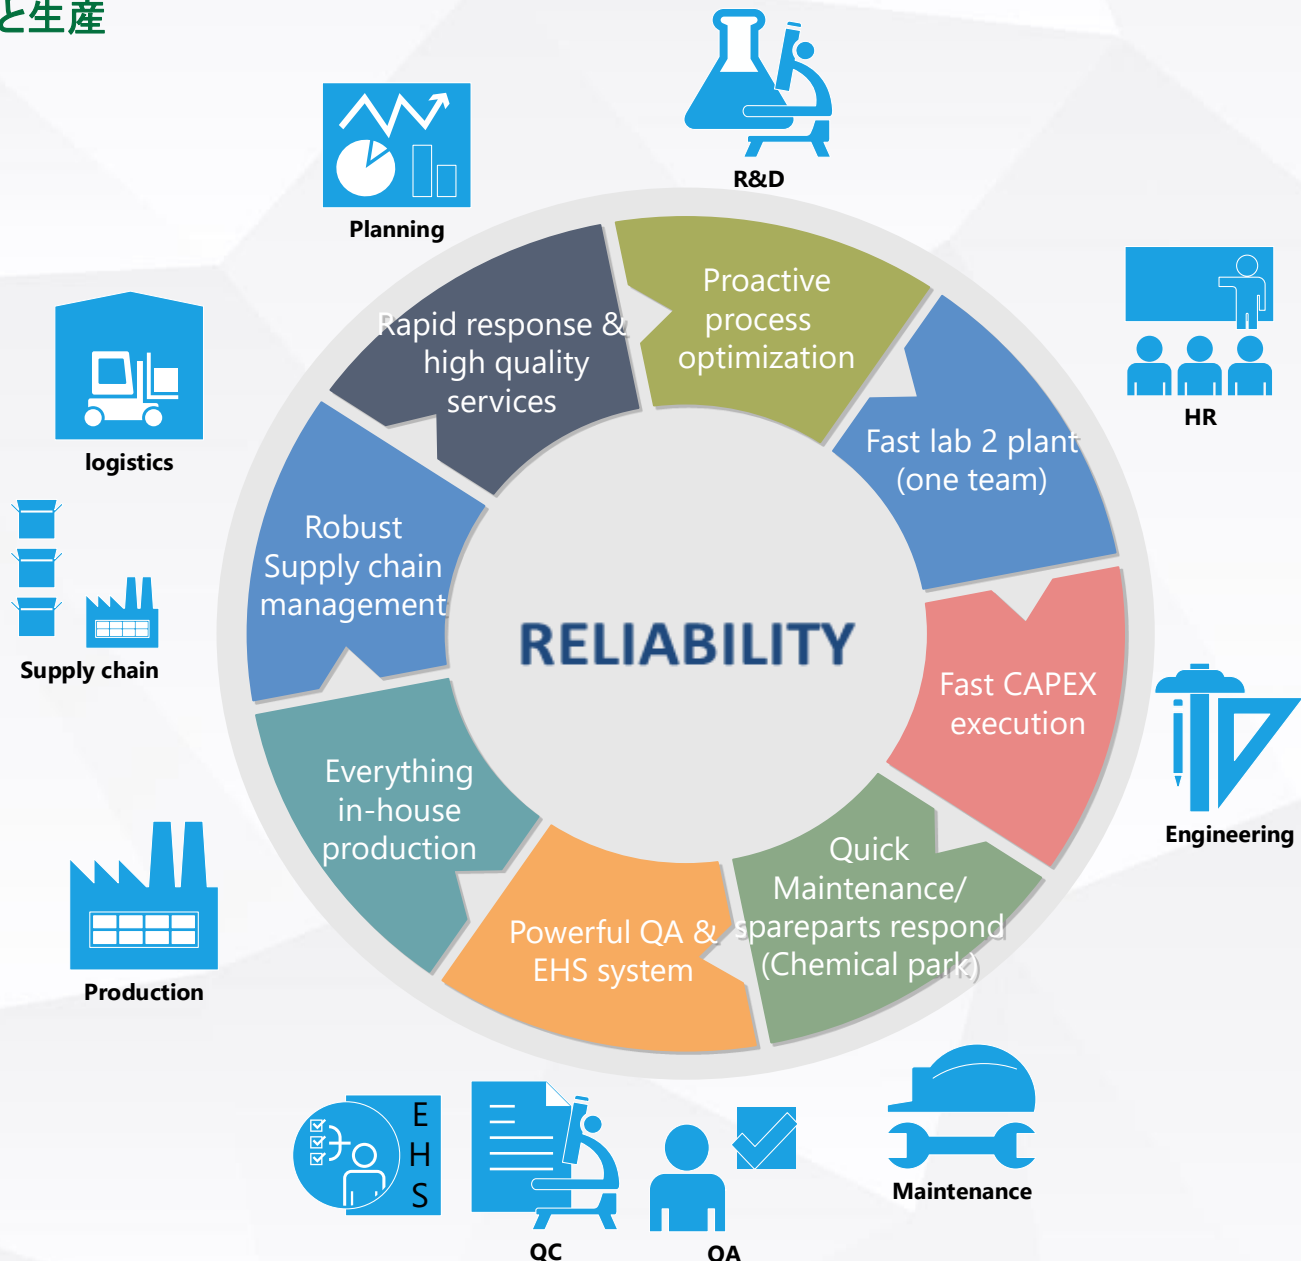 と生産
R&D
Planning
HR
logistics
Supply chain
Engineering
Production
Maintenance
E
H
S
QC
QA
Proactive
process
optimization
Fast lab 2 plant
(one team)
Fast CAPEX
execution
Quick
Maintenance/
spareparts respond
(Chemical park)
Powerful QA &
EHS system
Everything
in-house
production
Robust
Supply chain
management
Rapid response &
high quality
services
RELIABILITY